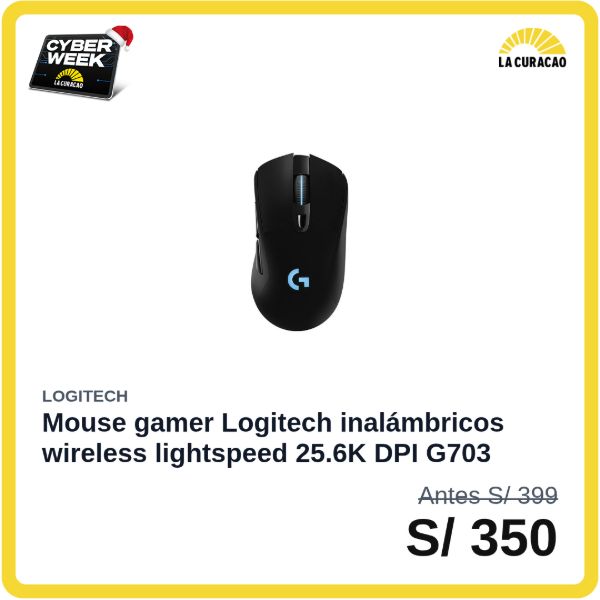 CYBER
WEEK
LA CURACAO
LA CURACAO
G
LOGITECH
Mouse gamer Logitech inalámbricos
wireless lightspeed 25.6K DPI G703
Antes S/ 399
S/ 350